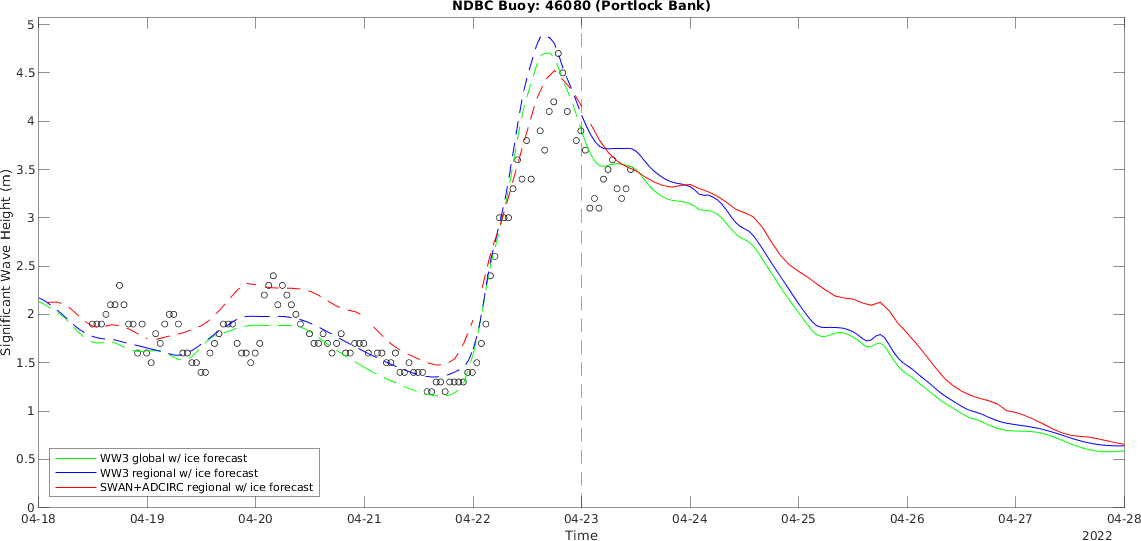 NDBC Buoy: 46080 (Portlock Bank)
5
4.5
4
3.5
3
2.5
2
1.5
1
0.5
0
Significant Wave Height (m)
WW3 global w/ ice forecast
WW3 regional w/ ice forecast
SWAN+ADCIRC regional w/ ice forecast
04-18 04-19 04-20 04-21 04-22 04-23 04-24 04-25 04-26 04-27 04-28
Time 2022